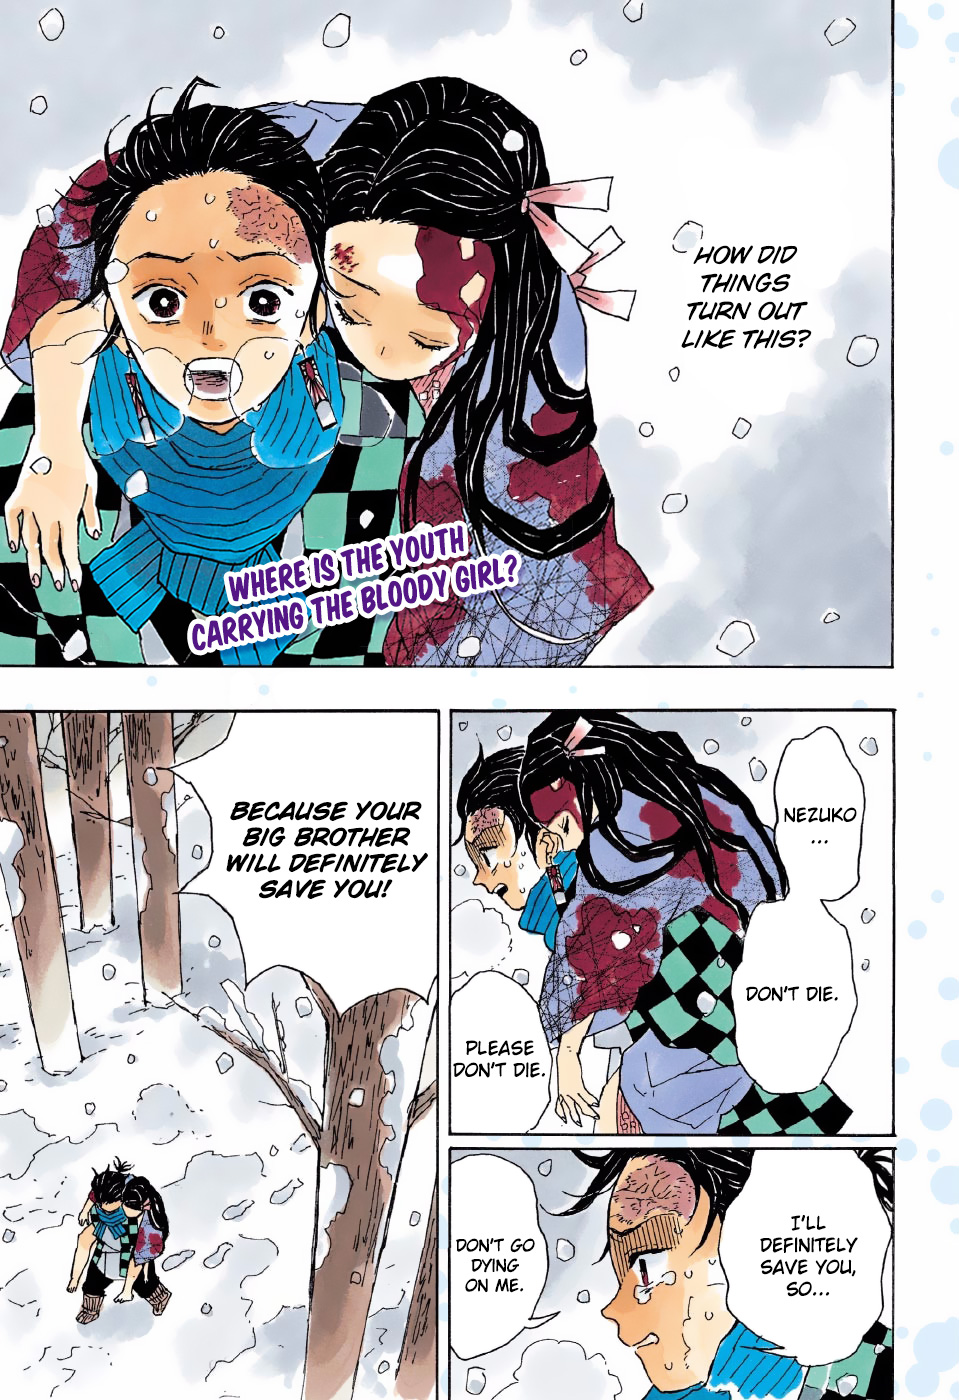 HOW DID
THINGS
TURN OUT
LIKE THIS?
WHERE IS THE YOUTH
CARRYING THE BLOODY GIRL?
NEZUKO
...
DON'T DIE.
PLEASE
DON'T DIE.
I'LL
DEFINITELY
SAVE YOU,
SO...
DON'T GO
DYING
ON ME.
BECAUSE YOUR
BIG BROTHER
WILL DEFINITELY
SAVE YOU!